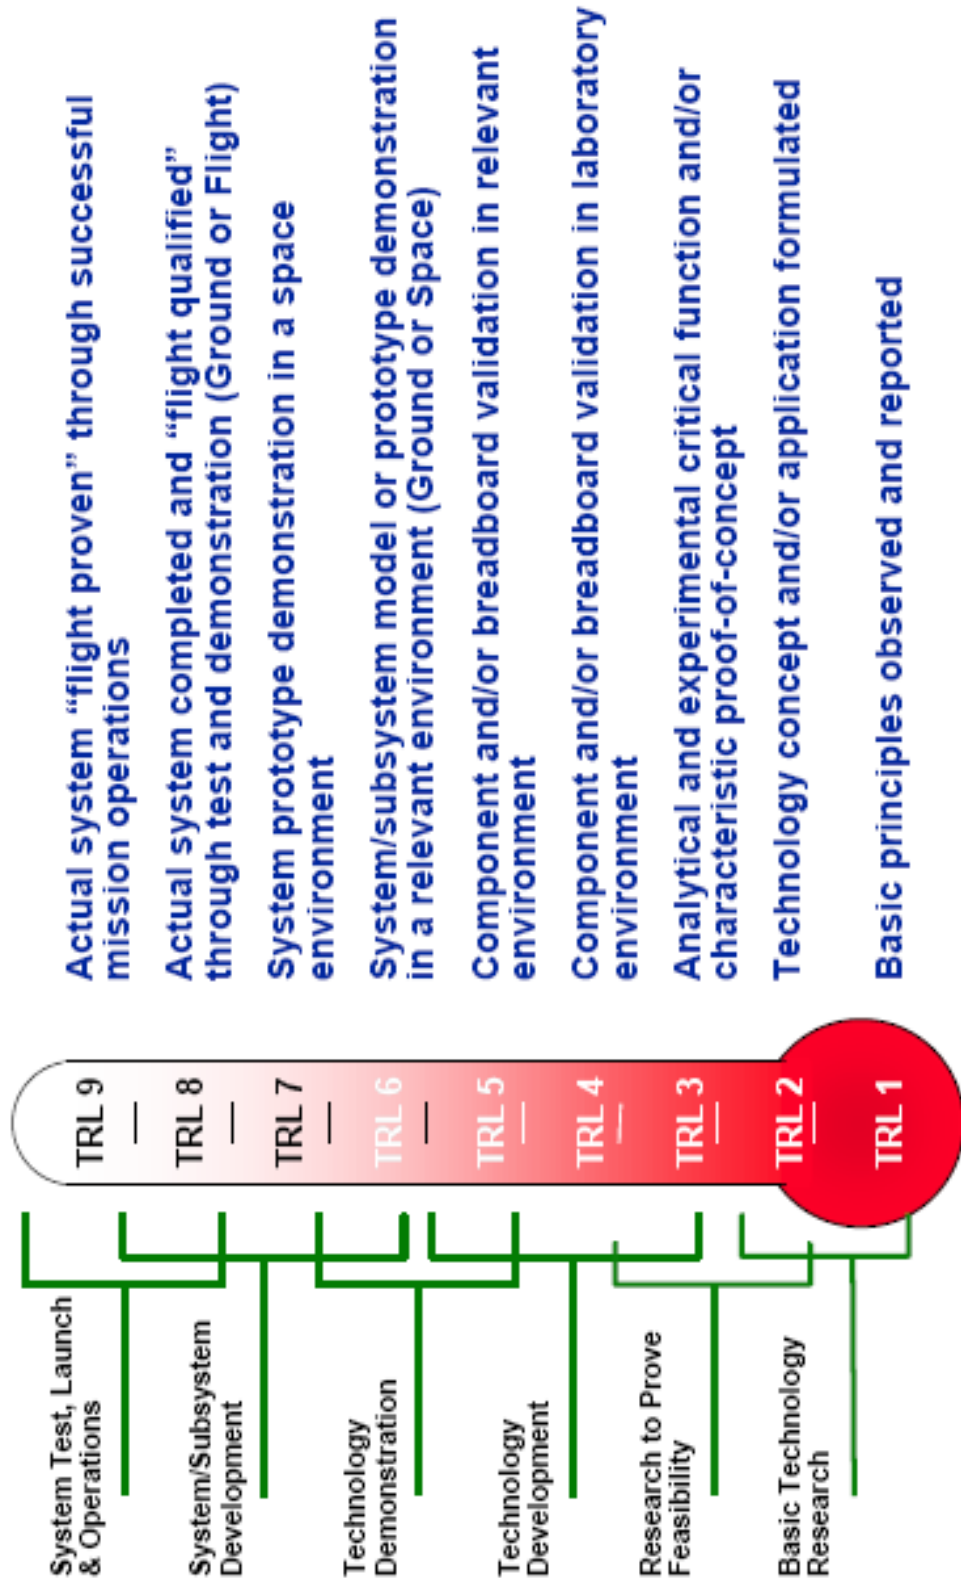 System Test, Launch
& Operations
System/Subsystem
Development
Technology
Demonstration
Technology
Development
Research to Prove
Feasibility
Basic Technology
Research
TRL 9
TRL 8
TRL 7
TRL 6
TRL 5
TRL 4
TRL 3
TRL 2
TRL 1
Actual system “flight proven” through successful
mission operations
Actual system completed and “flight qualified”
through test and demonstration (Ground or Flight)
System prototype demonstration in a space
environment
System/subsystem model or prototype demonstration
in a relevant environment (Ground or Space)
Component and/or breadboard validation in relevant
environment
Component and/or breadboard validation in laboratory
environment
Analytical and experimental critical function and/or
characteristic proof-of-concept
Technology concept and/or application formulated
Basic principles observed and reported